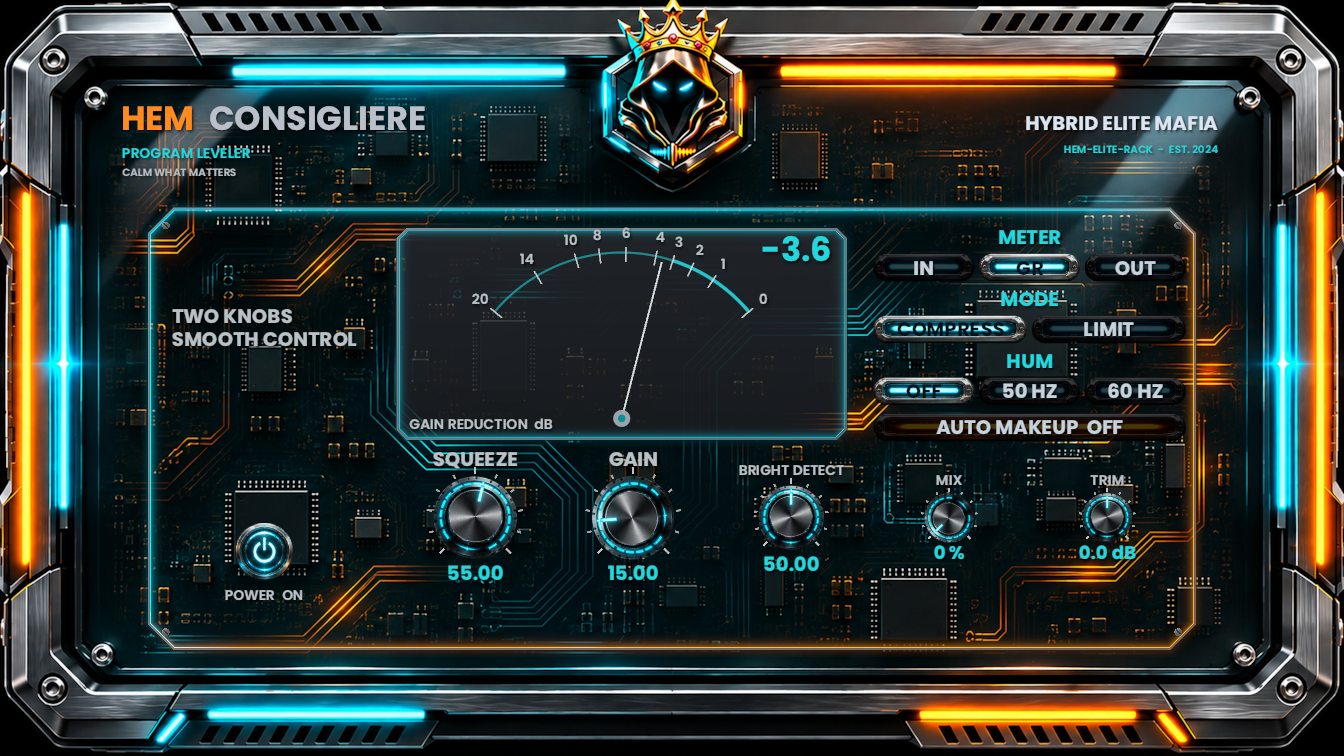 HEM CONSIGLIERE
PROGRAM LEVELER
CALM WHAT MATTERS
HYBRID ELITE MAFIA
HEM-ELITE-RACK - EST. 2024
TWO KNOBS
SMOOTH CONTROL
20 14 10 8 6 4 3 2 1 0
-3.6
GAIN REDUCTION dB
METER
IN GR OUT
MODE
COMPRESS LIMIT
HUM
OFF 50 HZ 60 HZ
AUTO MAKEUP OFF
SQUEEZE
55.00
GAIN
15.00
BRIGHT DETECT
50.00
MIX
0 %
TRIM
0.0 dB
POWER ON